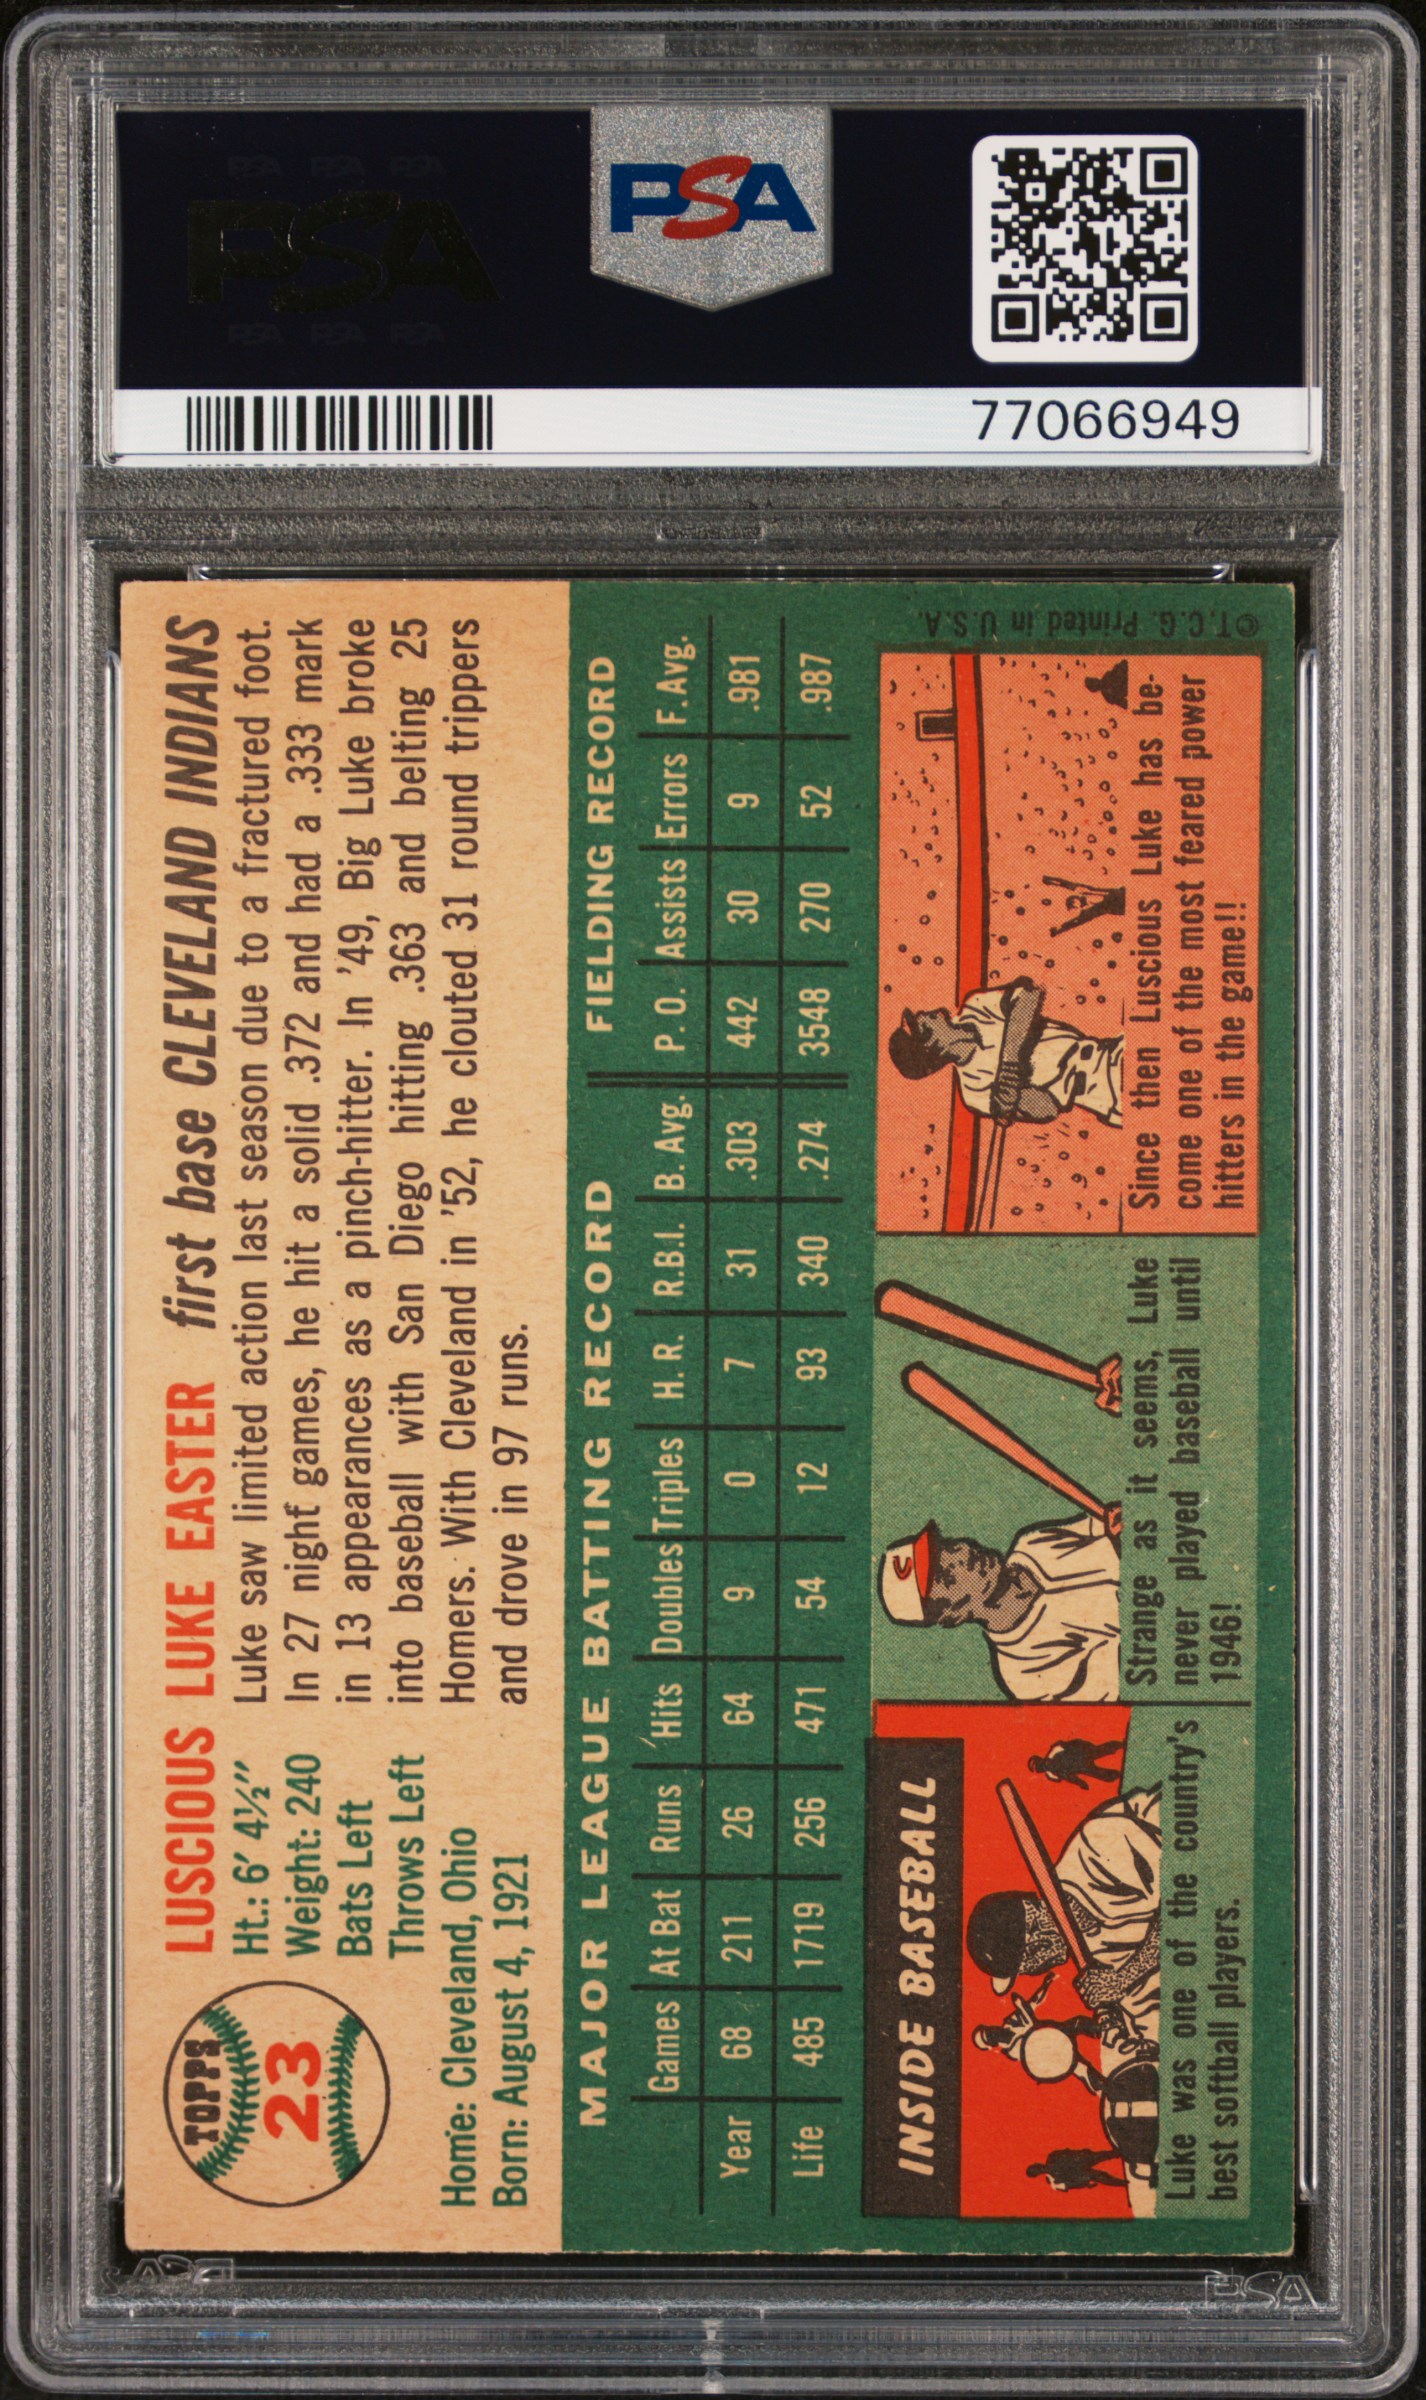 PSA PSA PSA
PSA
PSA PSA PSA
PSA
77066949
TOPPS
23
LUSCIOUS LUKE EASTER first base CLEVELAND INDIANS
Ht.: 6' 4½"
Weight: 240
Bats Left
Throws Left
Home: Cleveland, Ohio
Born: August 4, 1921
Luke saw limited action last season due to a fractured foot.
In 27 night games, he hit a solid .372 and had a .333 mark
in 13 appearances as a pinch-hitter. In '49, Big Luke broke
into baseball with San Diego hitting .363 and belting 25
Homers. With Cleveland in '52, he clouted 31 round trippers
and drove in 97 runs.
MAJOR LEAGUE BATTING RECORD FIELDING RECORD
Games At Bat Runs Hits Doubles Triples H. R. R.B.I. B. Avg. P. O. Assists Errors F. Avg.
Year 68 211 26 64 9 0 7 31 .303 442 30 9 .981
Life 485 1719 256 471 54 12 93 340 .274 3548 270 52 .987
INSIDE BASEBALL
Luke was one of the country's
best softball players.
C
Strange as it seems, Luke
never played baseball until
1946!
Since then Luscious Luke has be-
come one of the most feared power
hitters in the game!!
©T.C.G. Printed in U.S.A.
PSA
PSA